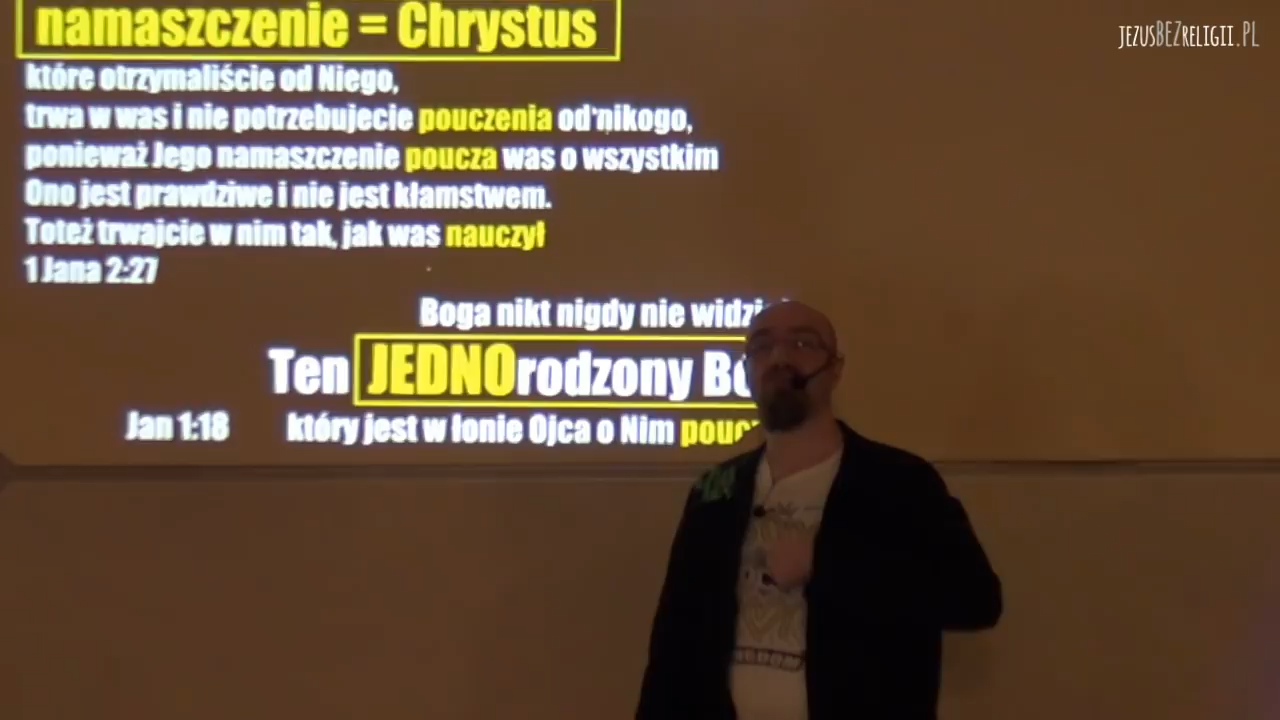 namaszczenie = Chrystus
jezusBEZreligii.PL
które otrzymaliście od Niego,
trwa w was i nie potrzebujecie pouczenia od nikogo,
ponieważ Jego namaszczenie poucza was o wszystkim
Ono jest prawdziwe i nie jest kłamstwem.
Toteż trwajcie w nim tak, jak was nauczył
1 Jana 2:27
Boga nikt nigdy nie
Ten JEDNOrodzony
Jan 1:18 który jest w łonie Ojca o Nim